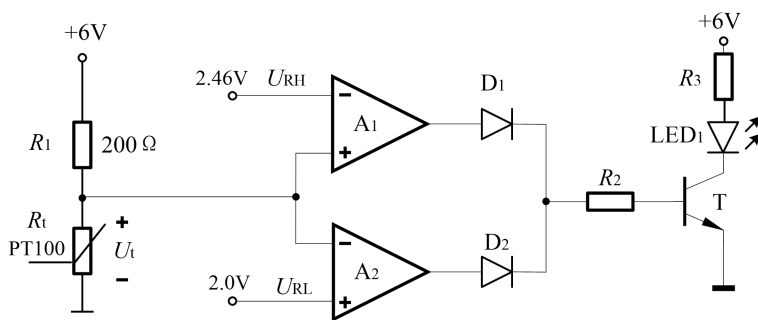 +6V
+6V
2.46V
URH
D1
R3
A1
LED1
R1
200 Ω
R2
T
Rt
PT100
Ut
D2
A2
2.0V
URL